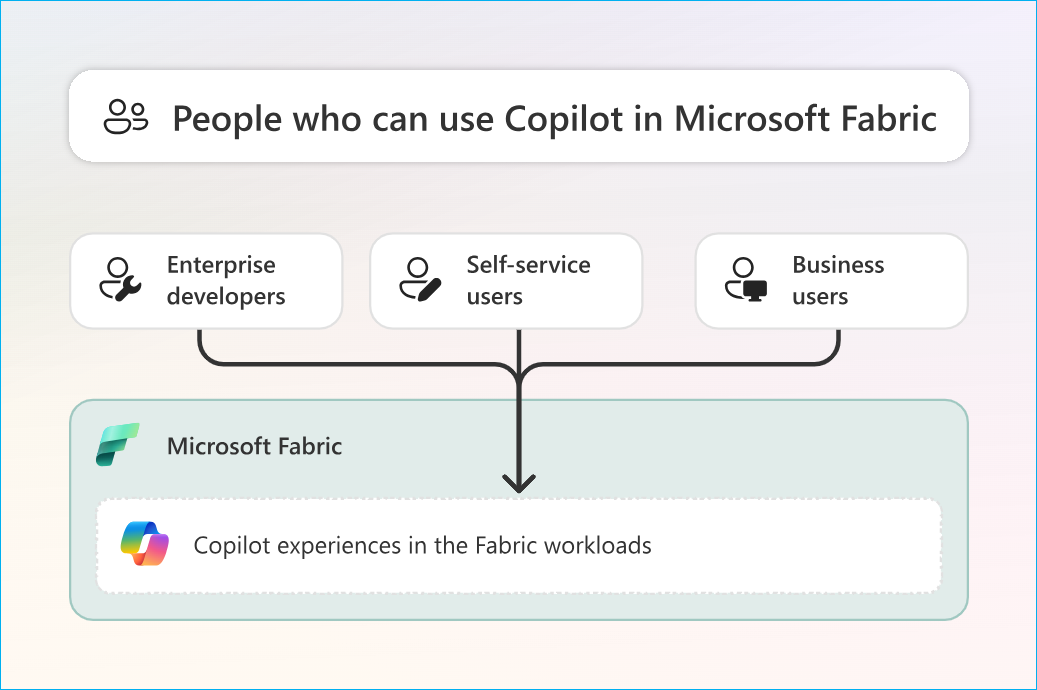 People who can use Copilot in Microsoft Fabric
Enterprise
developers
Self-service
users
Business
users
Microsoft Fabric
Copilot experiences in the Fabric workloads